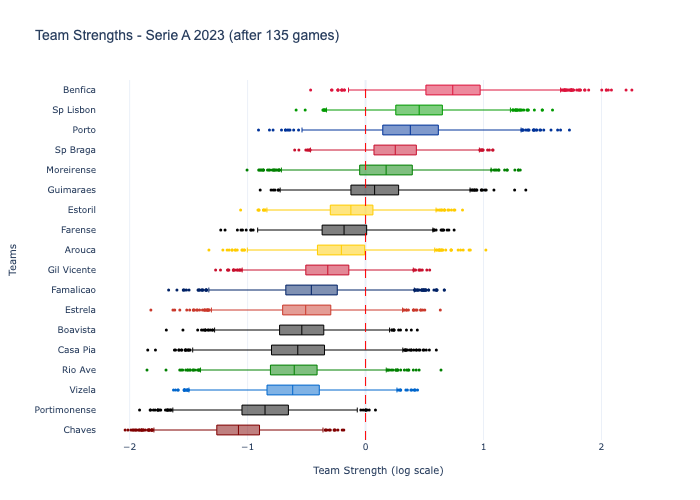 Team Strengths - Serie A 2023 (after 135 games)
Benfica
Sp Lisbon
Porto
Sp Braga
Moreirense
Guimaraes
Estoril
Farense
Arouca
Gil Vicente
Famalicao
Estrela
Boavista
Casa Pia
Rio Ave
Vizela
Portimonense
Chaves
Teams
−2
−1
0
1
2
Team Strength (log scale)